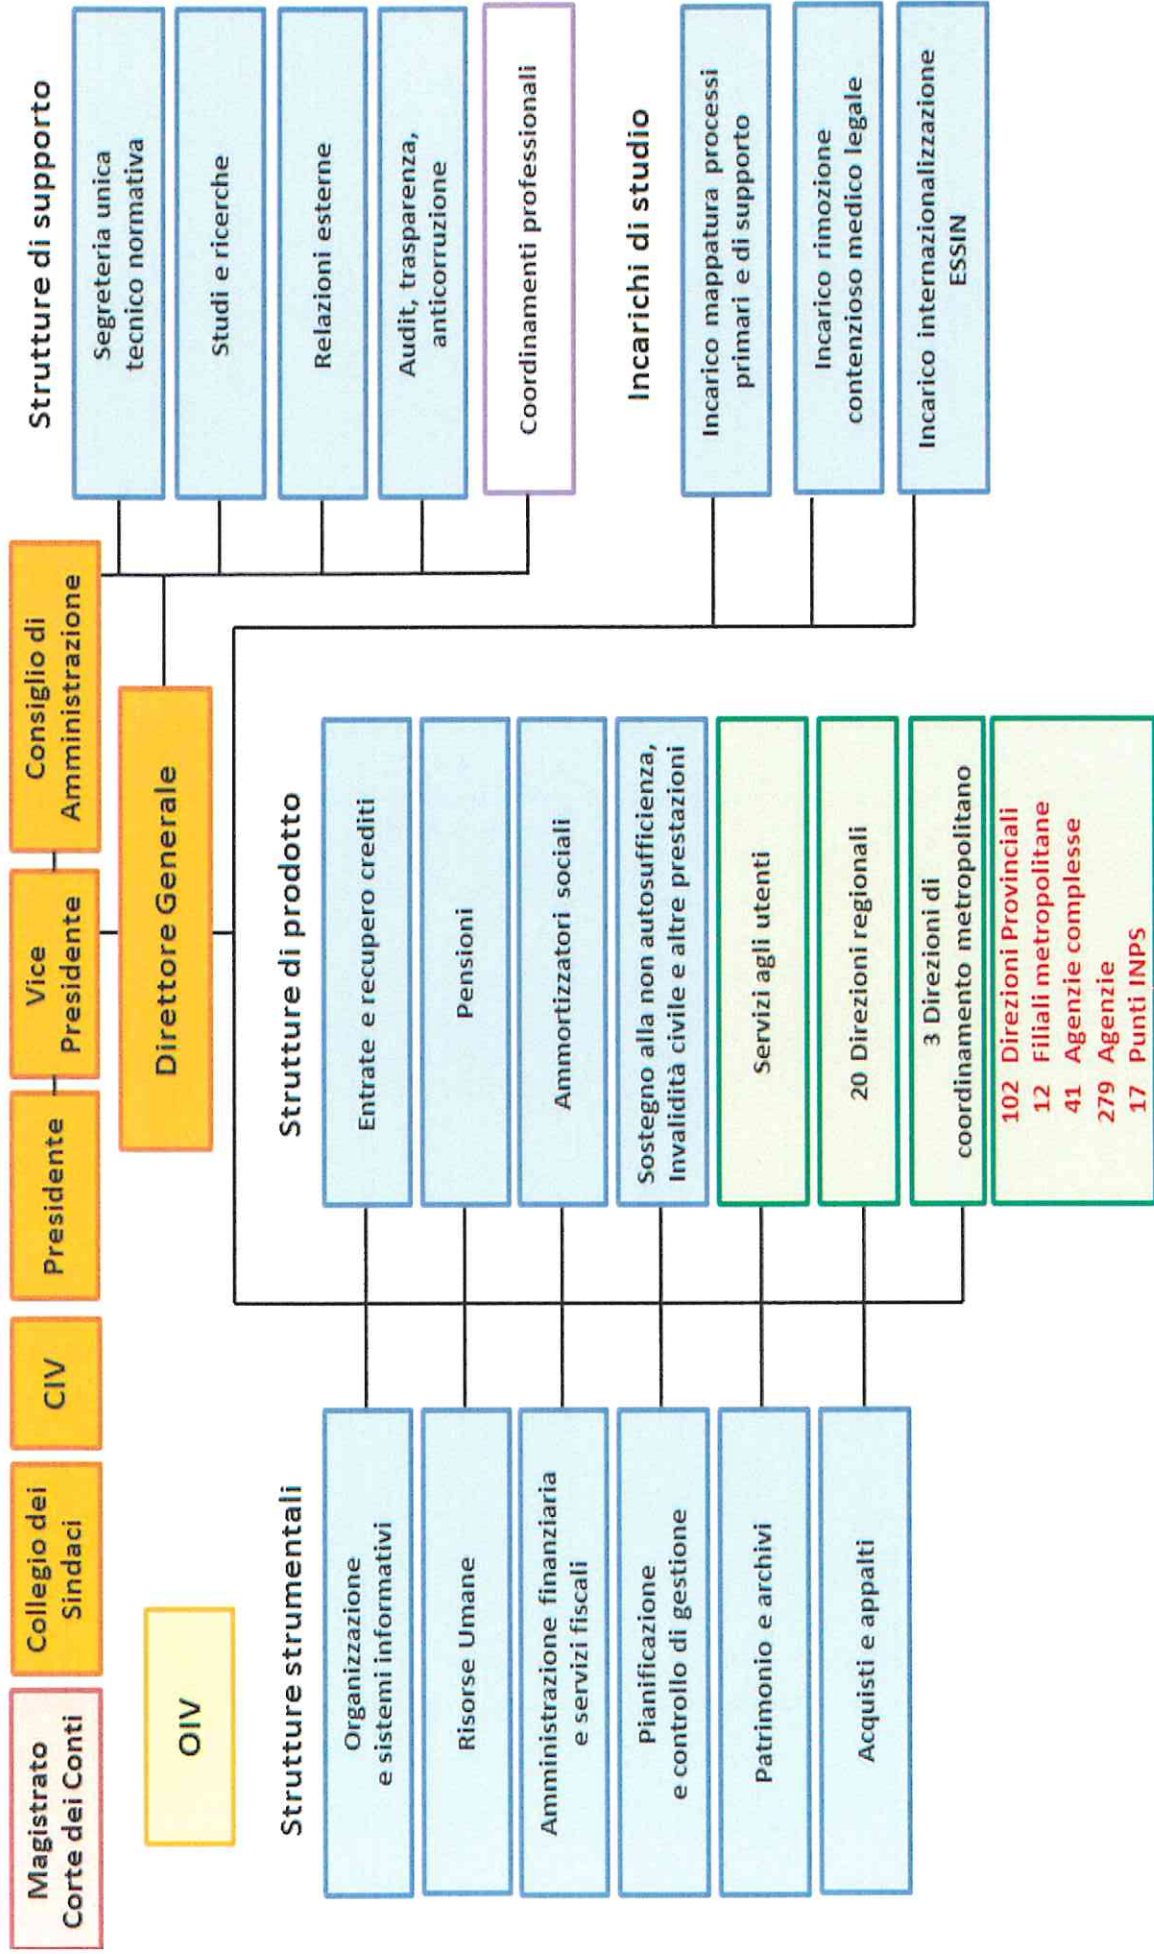 Magistrato
Corte dei Conti
Collegio dei
Sindaci
CIV
Presidente
Vice
Presidente
Consiglio di
Amministrazione
OIV
Direttore Generale
Strutture strumentali
Organizzazione
e sistemi informativi
Risorse Umane
Amministrazione finanziaria
e servizi fiscali
Pianificazione
e controllo di gestione
Patrimonio e archivi
Acquisti e appalti
Strutture di prodotto
Entrate e recupero crediti
Pensioni
Ammortizzatori sociali
Sostegno alla non autosufficienza,
Invalidità civile e altre prestazioni
Servizi agli utenti
20 Direzioni regionali
3 Direzioni di
coordinamento metropolitano
102 Direzioni Provinciali
12 Filiali metropolitane
41 Agenzie complesse
279 Agenzie
17 Punti INPS
Strutture di supporto
Segreteria unica
tecnico normativa
Studi e ricerche
Relazioni esterne
Audit, trasparenza,
anticorruzione
Coordinamenti professionali
Incarichi di studio
Incarico mappatura processi
primari e di supporto
Incarico rimozione
contenzioso medico legale
Incarico internazionalizzazione
ESSIN